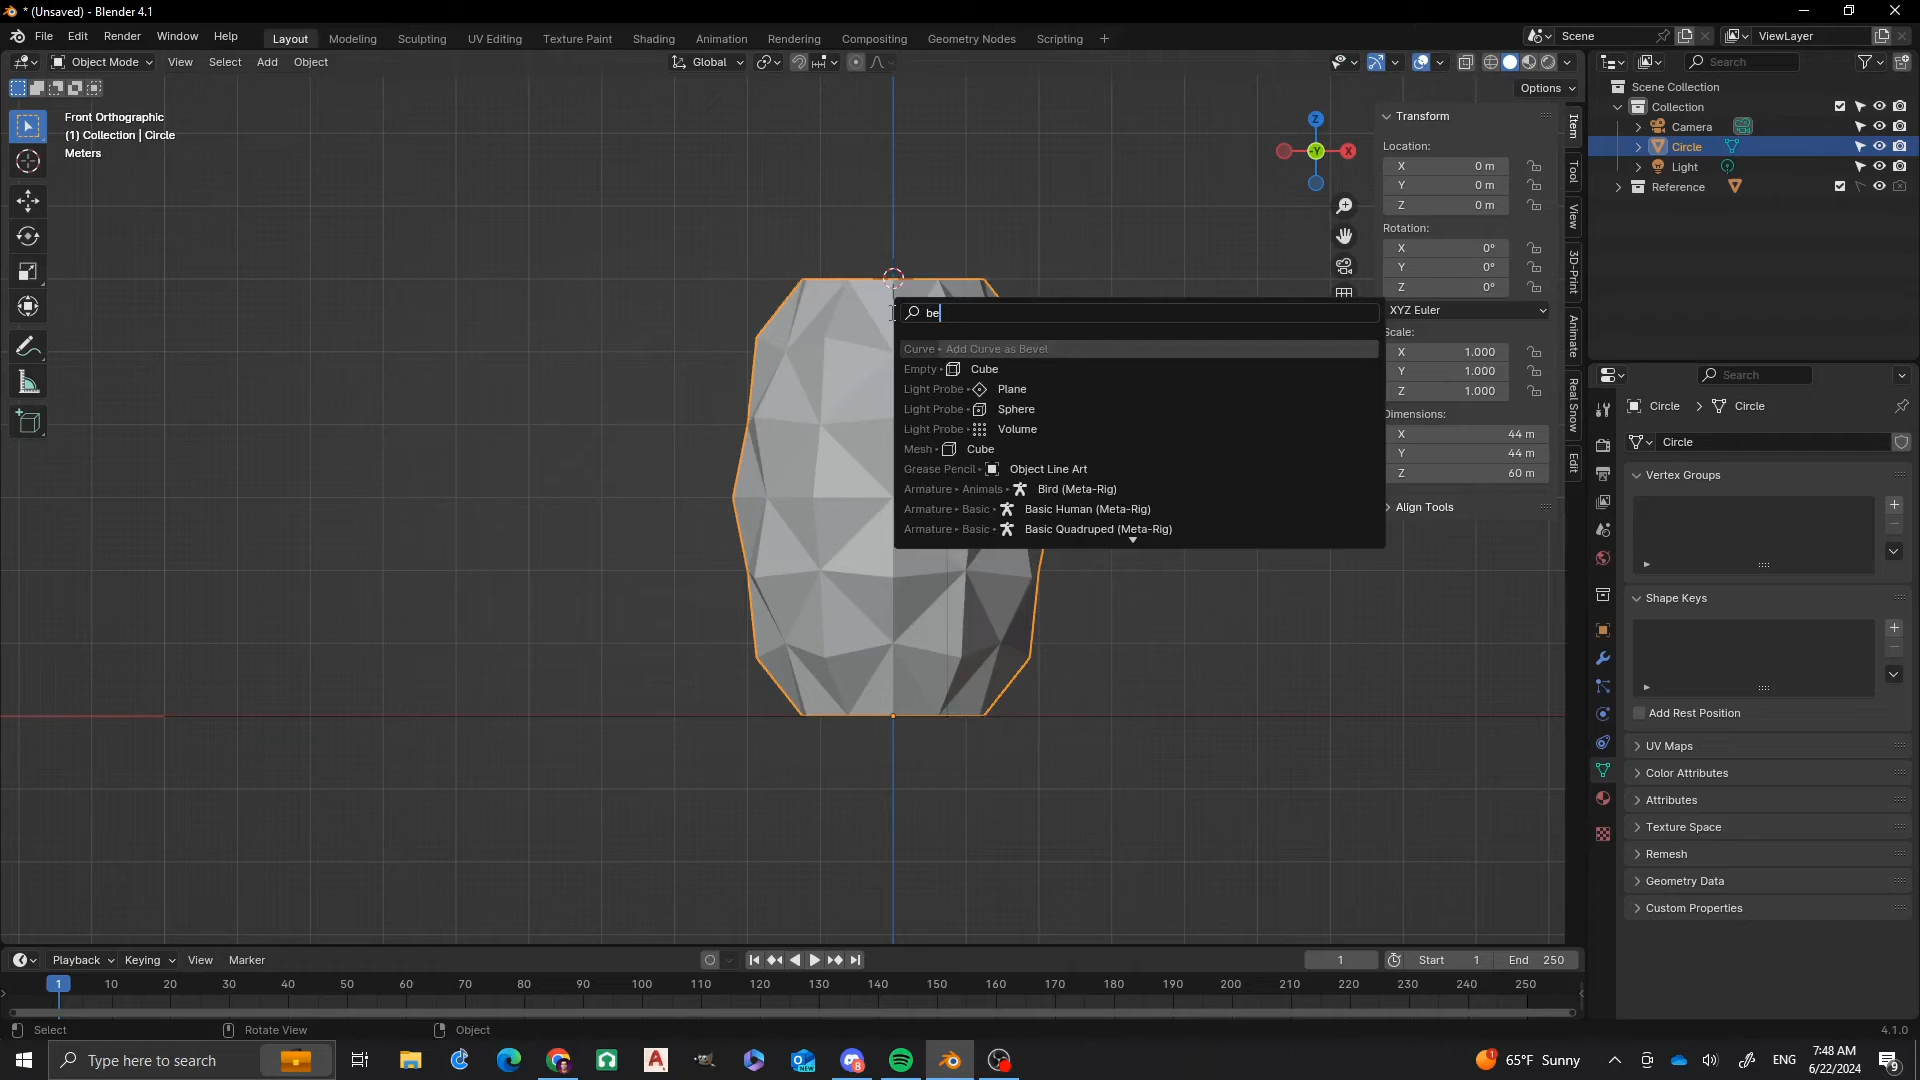 * (Unsaved) - Blender 4.1
File Edit Render Window Help Layout Modeling Sculpting UV Editing Texture Paint Shading Animation Rendering Compositing Geometry Nodes Scripting + Scene ViewLayer
Object Mode View Select Add Object Global Search
Options
Front Orthographic
(1) Collection | Circle
Meters
Z
-Y
X
be
Curve ▸ Add Curve as Bevel
Empty ▸ Cube
Light Probe ▸ Plane
Light Probe ▸ Sphere
Light Probe ▸ Volume
Mesh ▸ Cube
Grease Pencil ▸ Object Line Art
Armature ▸ Animals ▸ Bird (Meta-Rig)
Armature ▸ Basic ▸ Basic Human (Meta-Rig)
Armature ▸ Basic ▸ Basic Quadruped (Meta-Rig)
Transform
Location:
X 0 m
Y 0 m
Z 0 m
Rotation:
X 0°
Y 0°
Z 0°
XYZ Euler
Scale:
X 1.000
Y 1.000
Z 1.000
Dimensions:
X 44 m
Y 44 m
Z 60 m
Align Tools
Item
Tool
View
3D-Print
Animate
Real Snow
Edit
Scene Collection
Collection
Camera
Circle
Light
Reference
Search
Circle > Circle
Circle
Vertex Groups
Shape Keys
Add Rest Position
UV Maps
Color Attributes
Attributes
Texture Space
Remesh
Geometry Data
Custom Properties
Playback Keying View Marker 1 Start 1 End 250
1 10 20 30 40 50 60 70 80 90 100 110 120 130 140 150 160 170 180 190 200 210 220 230 240 250
Select Rotate View Object 4.1.0
Type here to search 65°F Sunny ENG
7:48 AM
6/22/2024